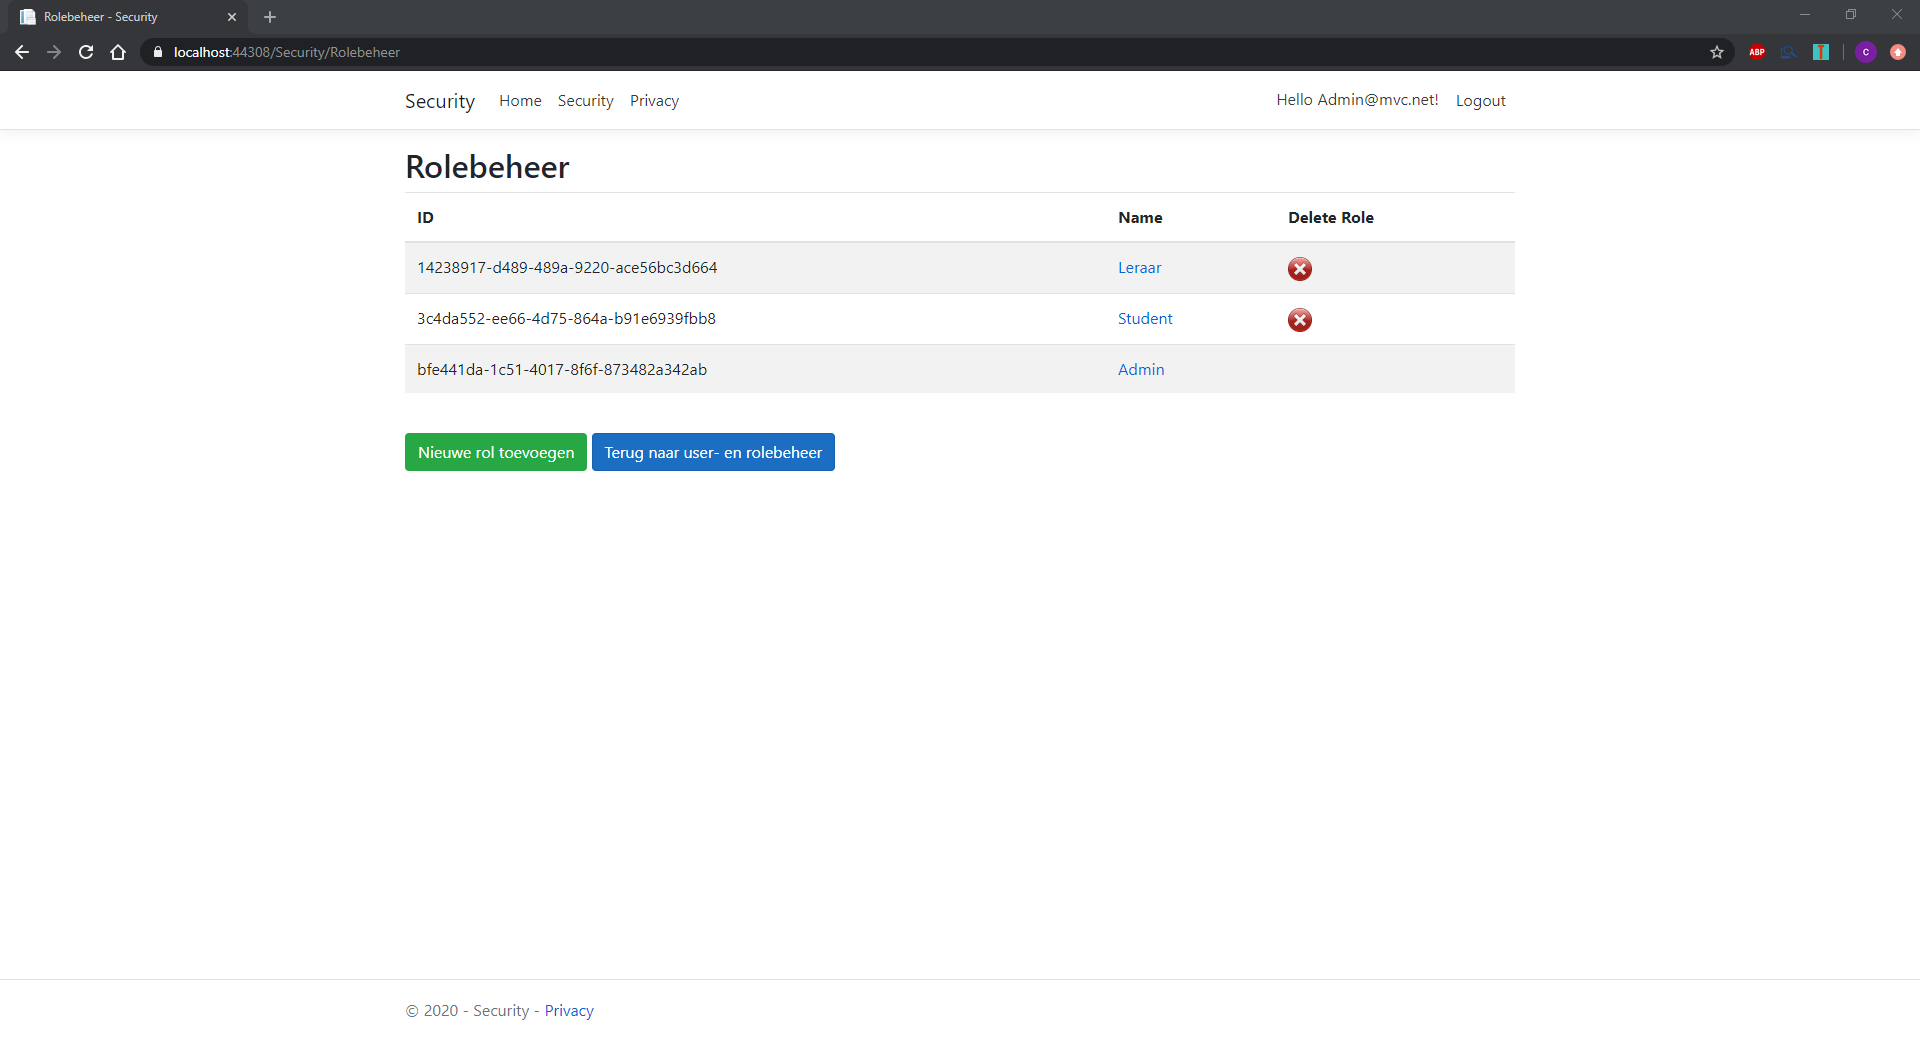 Rolebeheer - Security
localhost:44308/Security/Rolebeheer
ABP
C
Security Home Security Privacy Hello Admin@mvc.net! Logout
Rolebeheer
ID Name Delete Role
14238917-d489-489a-9220-ace56bc3d664 Leraar
3c4da552-ee66-4d75-864a-b91e6939fbb8 Student
bfe441da-1c51-4017-8f6f-873482a342ab Admin
Nieuwe rol toevoegen Terug naar user- en rolebeheer
© 2020 - Security - Privacy